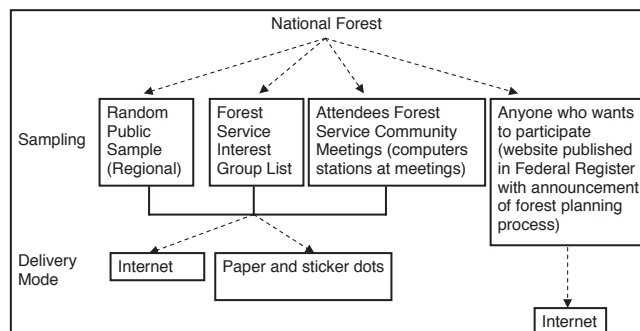 National Forest
Sampling
Random
Public
Sample
(Regional)
Forest
Service
Interest
Group List
Attendees Forest
Service Community
Meetings (computers
stations at meetings)
Anyone who wants
to participate
(website published
in Federal Register
with announcement
of forest planning
process)
Delivery
Mode
Internet
Paper and sticker dots
Internet